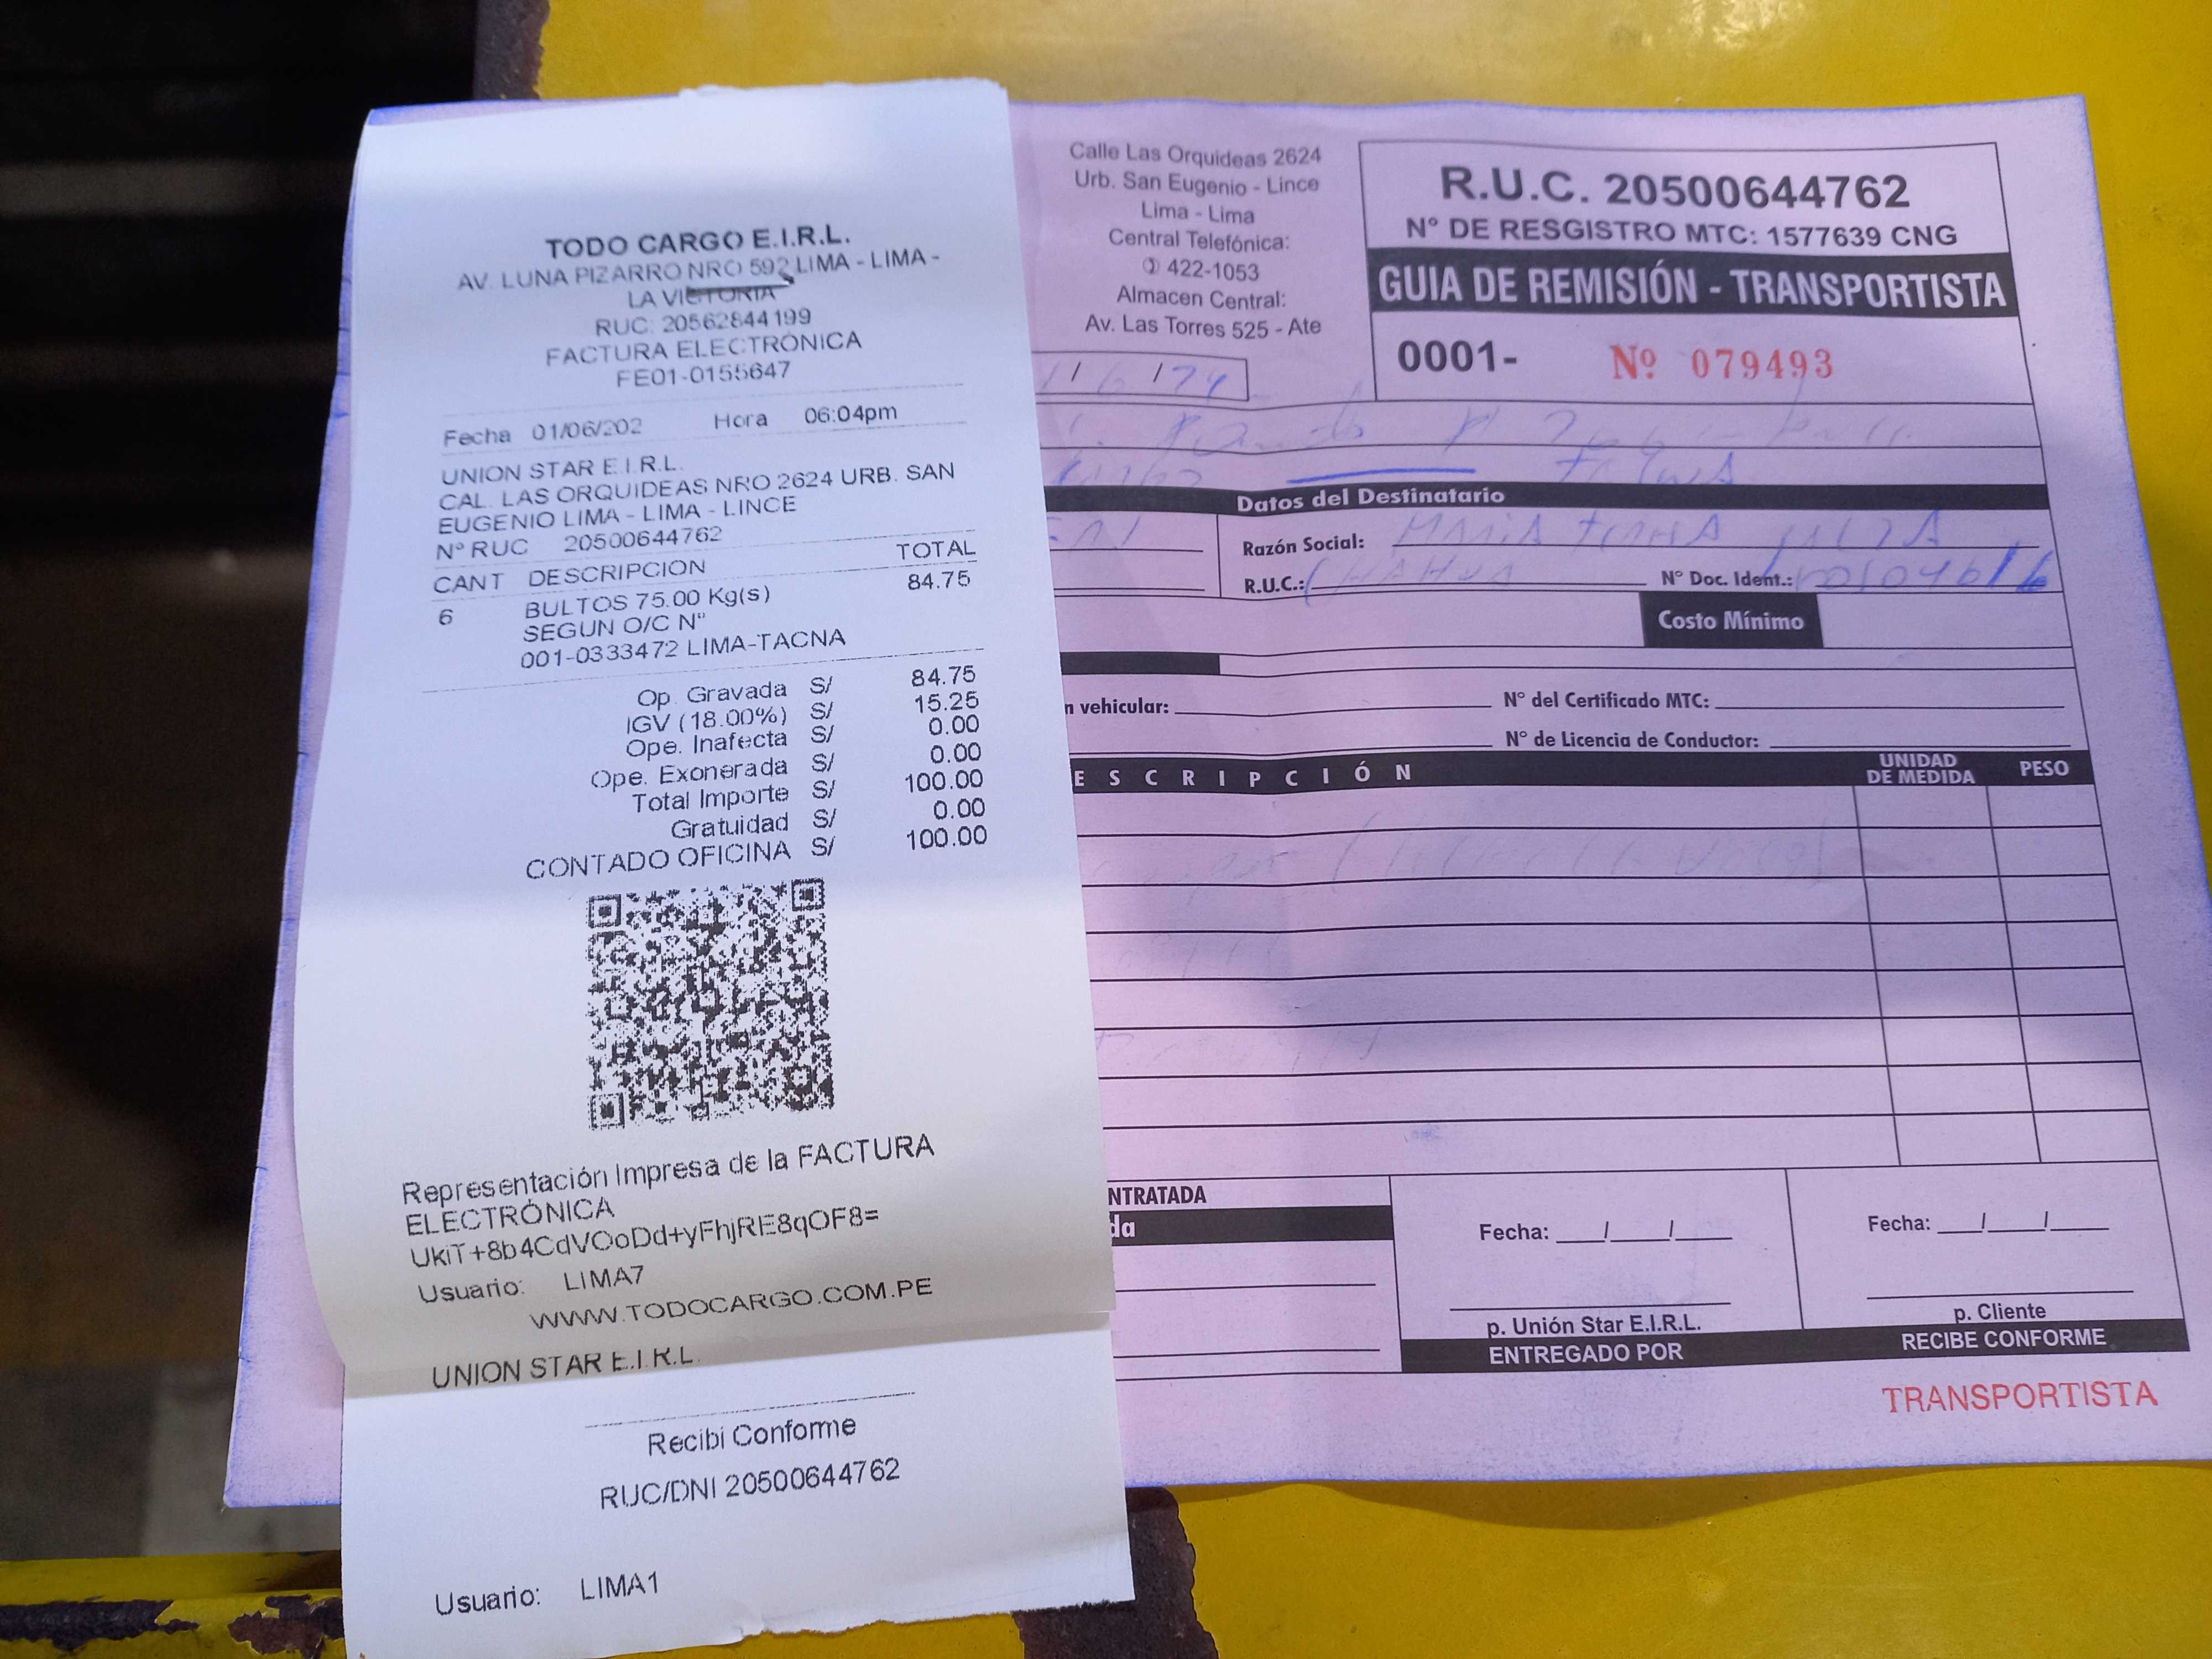 TODO CARGO E.I.R.L.
AV. LUNA PIZARRO NRO 592 LIMA - LIMA -
LA VICTORIA
RUC: 20562844199
FACTURA ELECTRÓNICA
FE01-0155647
Fecha 01/06/202 Hora 06:04pm
UNION STAR E.I.R.L.
CAL. LAS ORQUIDEAS NRO 2624 URB. SAN
EUGENIO LIMA - LIMA - LINCE
Nº RUC 20500644762
CANT DESCRIPCION TOTAL
6 BULTOS 75.00 Kg(s) 84.75
SEGUN O/C Nº
001-0333472 LIMA-TACNA
Op. Gravada S/ 84.75
IGV (18.00%) S/ 15.25
Ope. Inafecta S/ 0.00
Ope. Exonerada S/ 0.00
Total Importe S/ 100.00
Gratuidad S/ 0.00
CONTADO OFICINA S/ 100.00
Representación Impresa de la FACTURA
ELECTRÓNICA
UkiT+8b4CdVOoDd+yFhjRE8qOF8=
Usuario: LIMA7
WWW.TODOCARGO.COM.PE
UNION STAR E.I.R.L.
Recibi Conforme
RUC/DNI 20500644762
Usuario: LIMA1
Calle Las Orquideas 2624
Urb. San Eugenio - Lince
Lima - Lima
Central Telefónica:
422-1053
Almacen Central:
Av. Las Torres 525 - Ate
R.U.C. 20500644762
N° DE RESGISTRO MTC: 1577639 CNG
GUIA DE REMISIÓN - TRANSPORTISTA
0001- Nº 079493
/ 6 / 24
Datos del Destinatario
Razón Social: MARIA
R.U.C.: N° Doc. Ident.:
Costo Mínimo
n vehicular: N° del Certificado MTC:
N° de Licencia de Conductor:
ESCRIPCIÓN UNIDAD DE MEDIDA PESO
NTRATADA
da
Fecha: / / Fecha: / /
p. Unión Star E.I.R.L. p. Cliente
ENTREGADO POR RECIBE CONFORME
TRANSPORTISTA